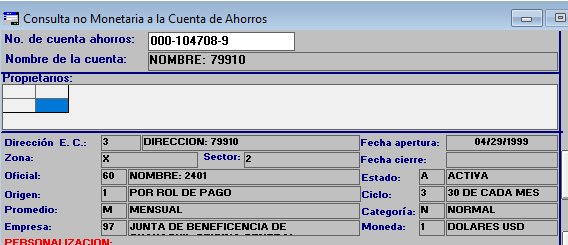 Consulta no Monetaria a la Cuenta de Ahorros
No. de cuenta ahorros: 000-104708-9
Nombre de la cuenta: NOMBRE: 79910
Propietarios:
Dirección E. C.: 3 DIRECCION: 79910 Fecha apertura: 04/29/1999
Zona: X Sector: 2 Fecha cierre:
Oficial: 60 NOMBRE: 2401 Estado: A ACTIVA
Origen: 1 POR ROL DE PAGO Ciclo: 3 30 DE CADA MES
Promedio: M MENSUAL Categoría: N NORMAL
Empresa: 97 JUNTA DE BENEFICENCIA DE Moneda: 1 DOLARES USD
PERSONALIZACION: